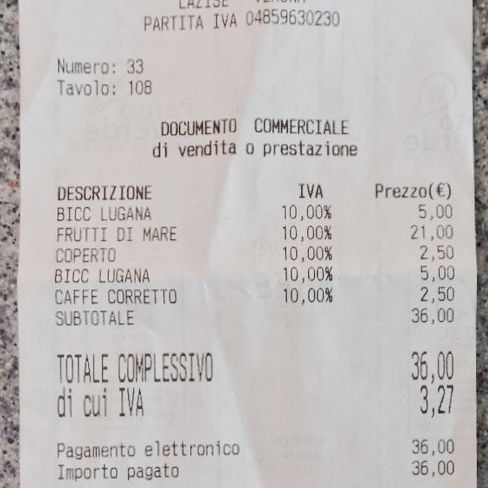 LAZISE - VERONA
PARTITA IVA 04859630230
Numero: 33
Tavolo: 108
DOCUMENTO COMMERCIALE
di vendita o prestazione
DESCRIZIONE IVA Prezzo(€)
BICC LUGANA 10,00% 5,00
FRUTTI DI MARE 10,00% 21,00
COPERTO 10,00% 2,50
BICC LUGANA 10,00% 5,00
CAFFE CORRETTO 10,00% 2,50
SUBTOTALE 36,00
TOTALE COMPLESSIVO 36,00
di cui IVA 3,27
Pagamento elettronico 36,00
Importo pagato 36,00